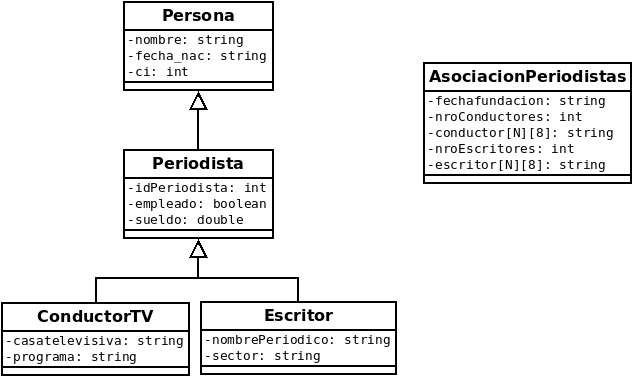 Persona
-nombre: string
-fecha_nac: string
-ci: int
AsociacionPeriodistas
-fechafundacion: string
-nroConductores: int
-conductor[N][8]: string
-nroEscritores: int
-escritor[N][8]: string
Periodista
-idPeriodista: int
-empleado: boolean
-sueldo: double
ConductorTV
-casatelevisiva: string
-programa: string
Escritor
-nombrePeriodico: string
-sector: string